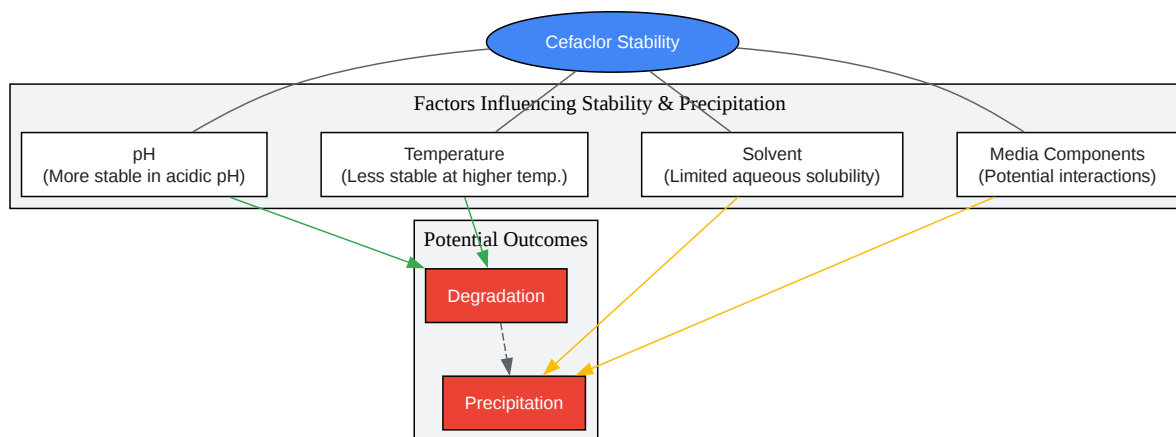 Cefaclor Stability
Factors Influencing Stability & Precipitation
pH
(More stable in acidic pH)
Temperature
(Less stable at higher temp.)
Solvent
(Limited aqueous solubility)
Media Components
(Potential interactions)
Potential Outcomes
Degradation
Precipitation